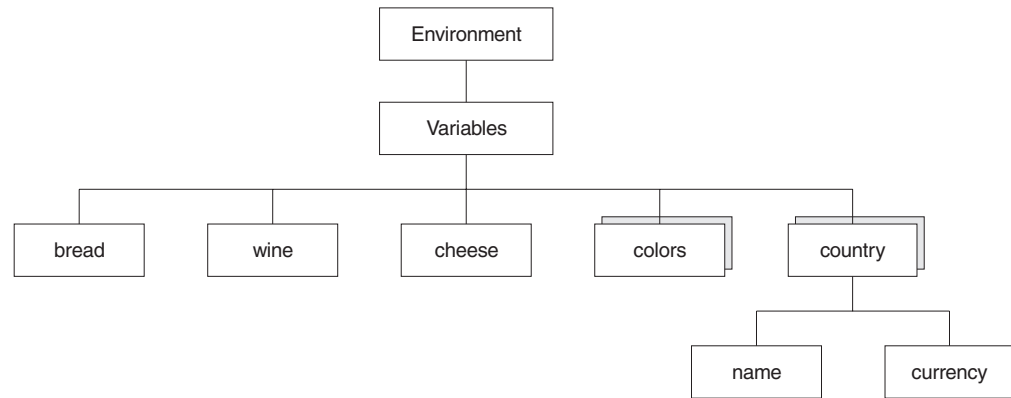 Environment
Variables
bread
wine
cheese
colors
country
name
currency